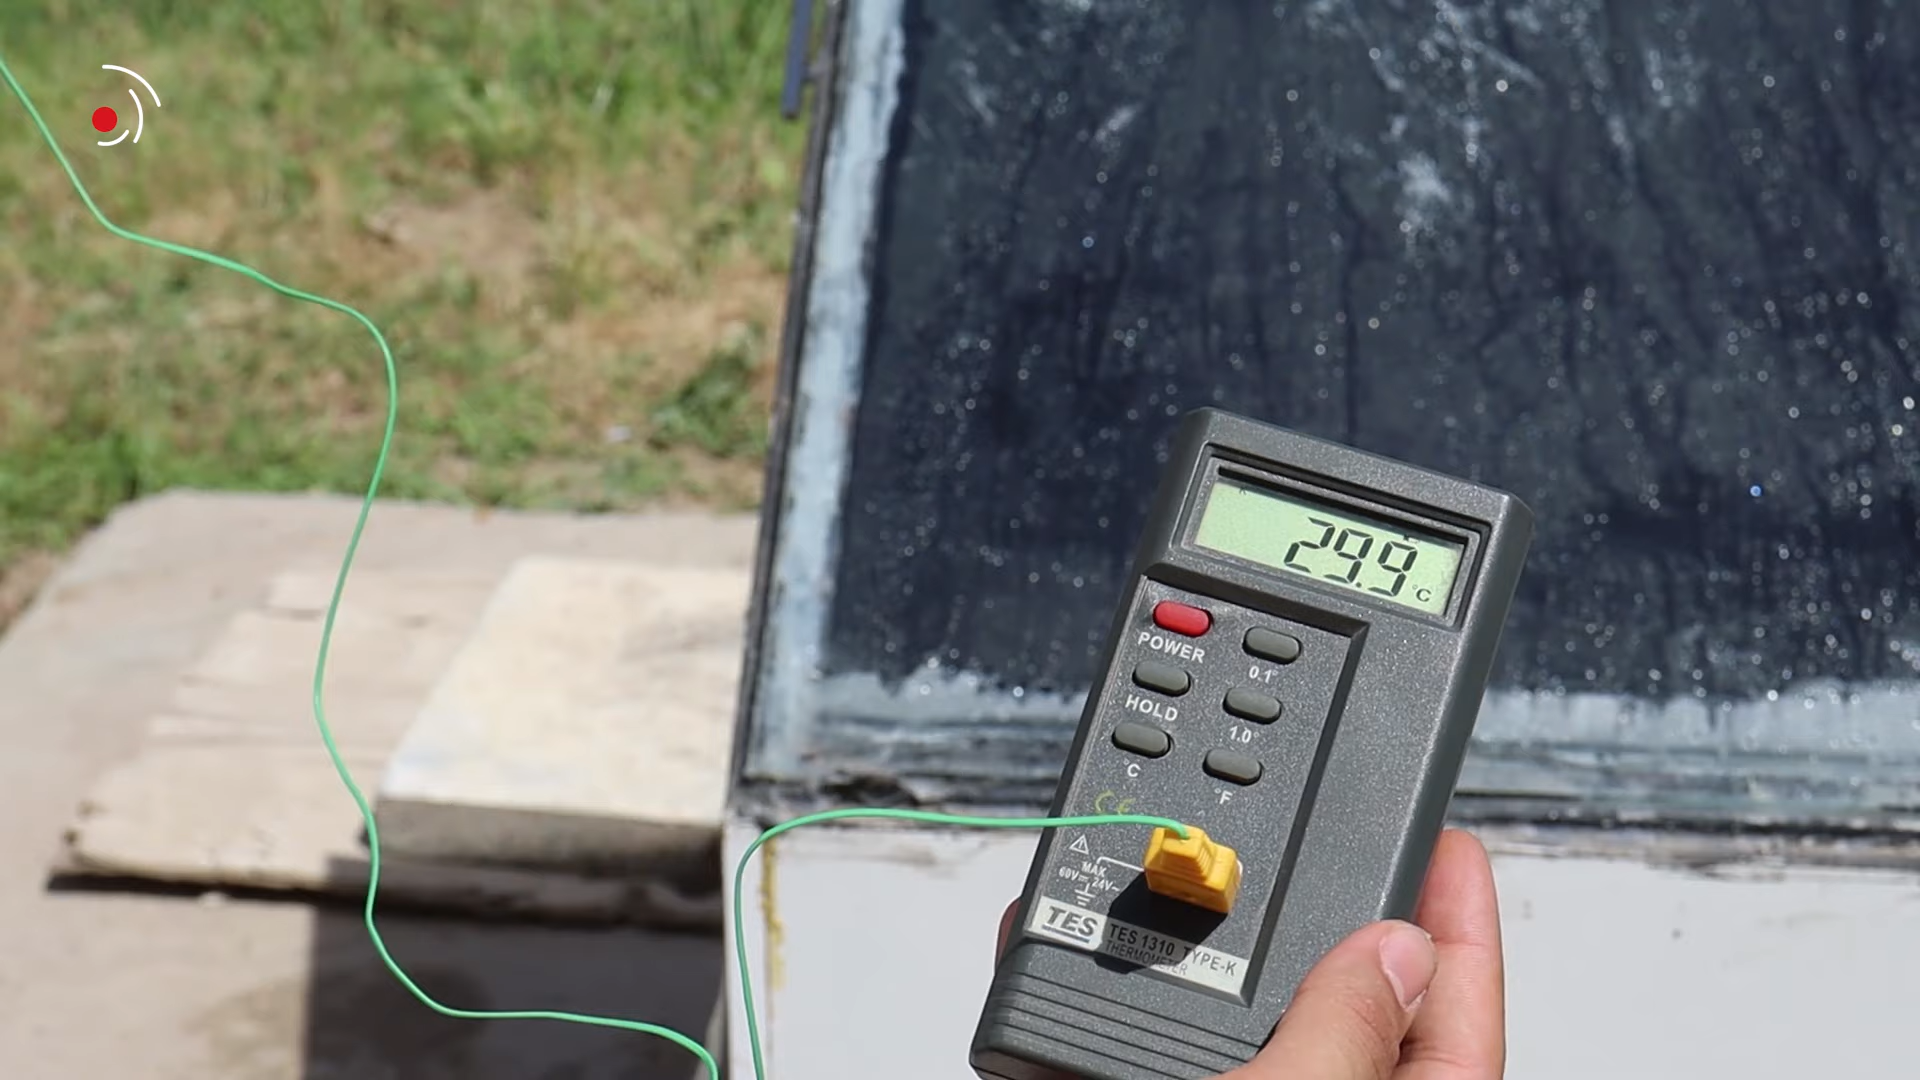 29.9 °C
POWER
0.1°
HOLD
1.0°
°C
°F
CE
MAX
60V⎓ 24V~
TES
TES 1310 TYPE-K
THERMOMETER